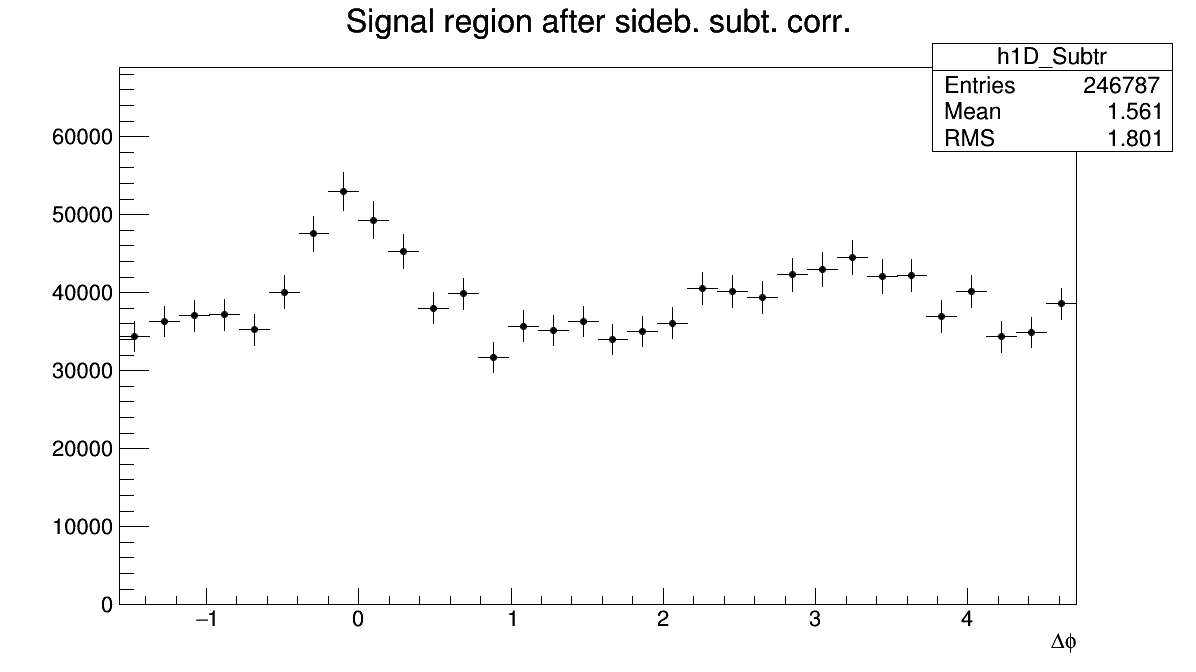 Signal region after sideb. subt. corr.
h1D_Subtr
Entries 246787
Mean 1.561
RMS 1.801
60000
50000
40000
30000
20000
10000
0
−1 0 1 2 3 4
Δϕ